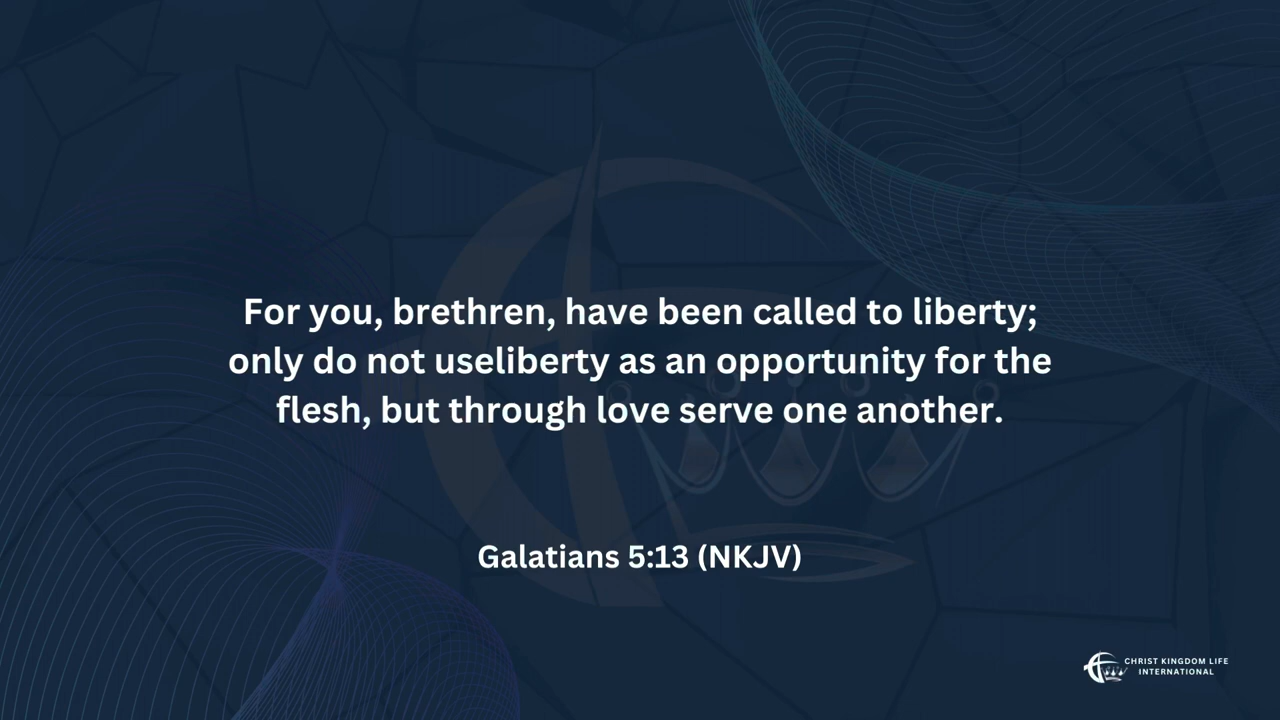 For you, brethren, have been called to liberty;
only do not useliberty as an opportunity for the
flesh, but through love serve one another.
Galatians 5:13 (NKJV)
CHRIST KINGDOM LIFE
INTERNATIONAL